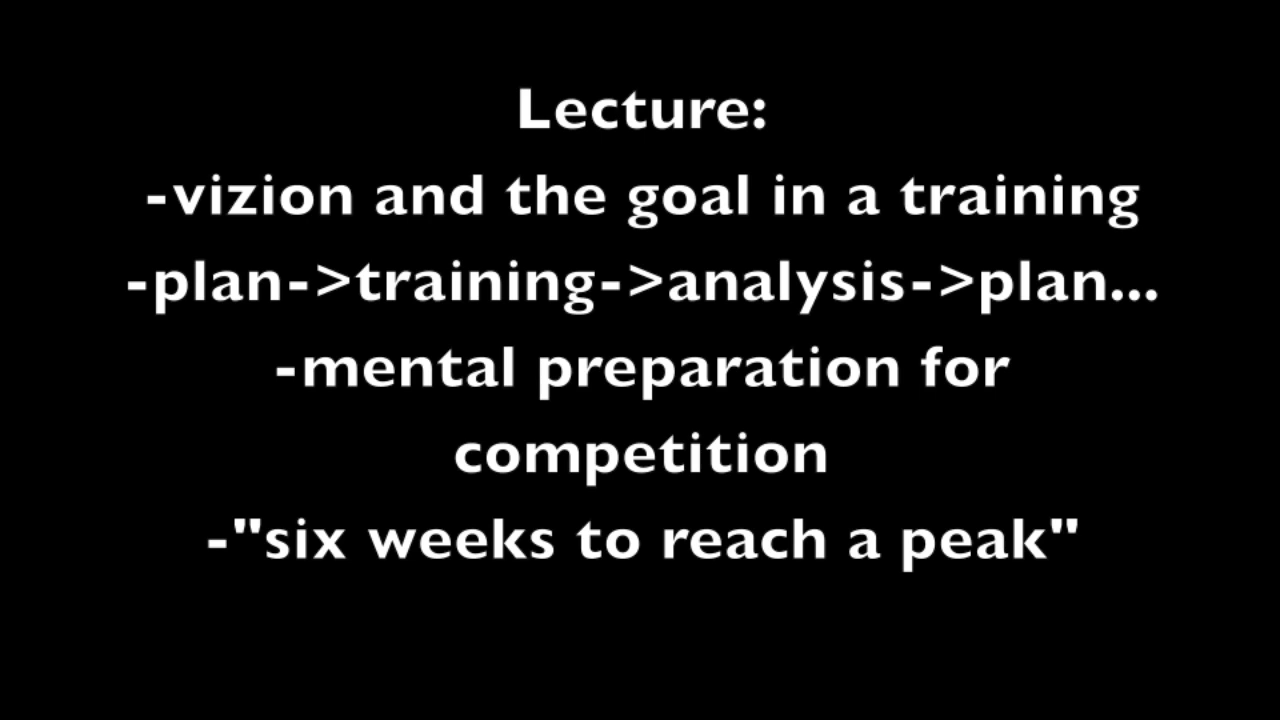 Lecture:
-vizion and the goal in a training
-plan->training->analysis->plan...
-mental preparation for
competition
-"six weeks to reach a peak"